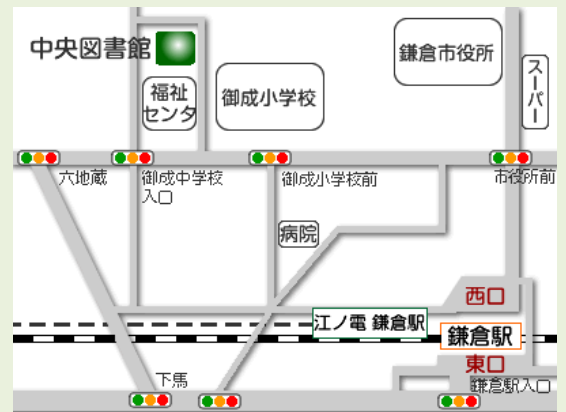 中央図書館
福祉
センタ
御成小学校
鎌倉市役所
スーパー
六地蔵
御成中学校
入口
御成小学校前
市役所前
病院
西口
江ノ電 鎌倉駅
鎌倉駅
東口
下馬
鎌倉駅入口